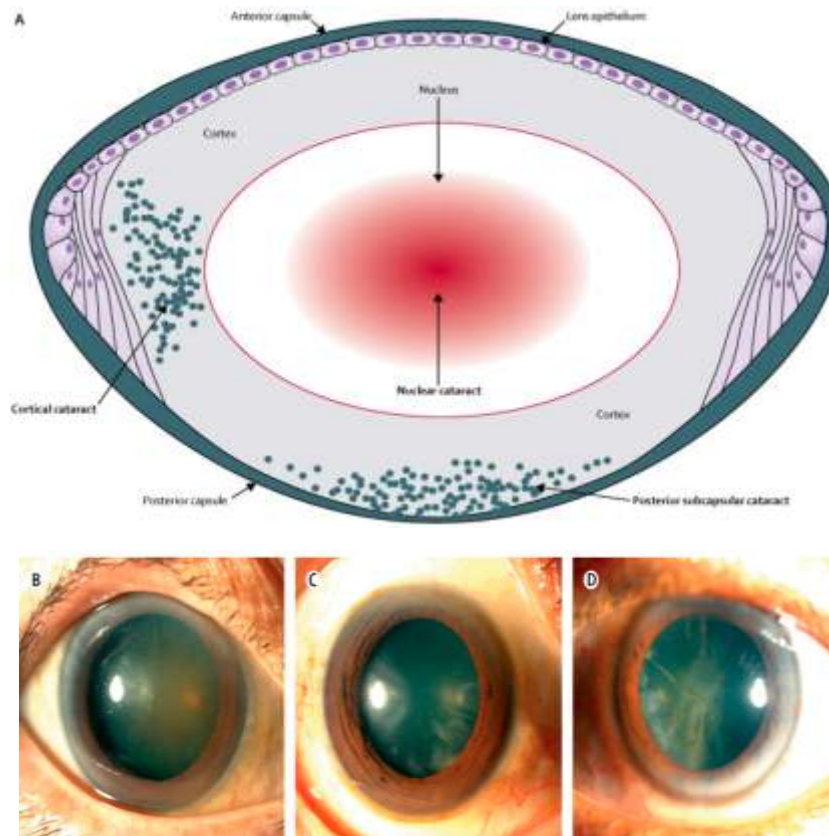 A
Anterior capsule
Lens epithelium
Nucleus
Cortex
Nuclear cataract
Cortical cataract
Cortex
Posterior capsule
Posterior subcapsular cataract
B
C
D